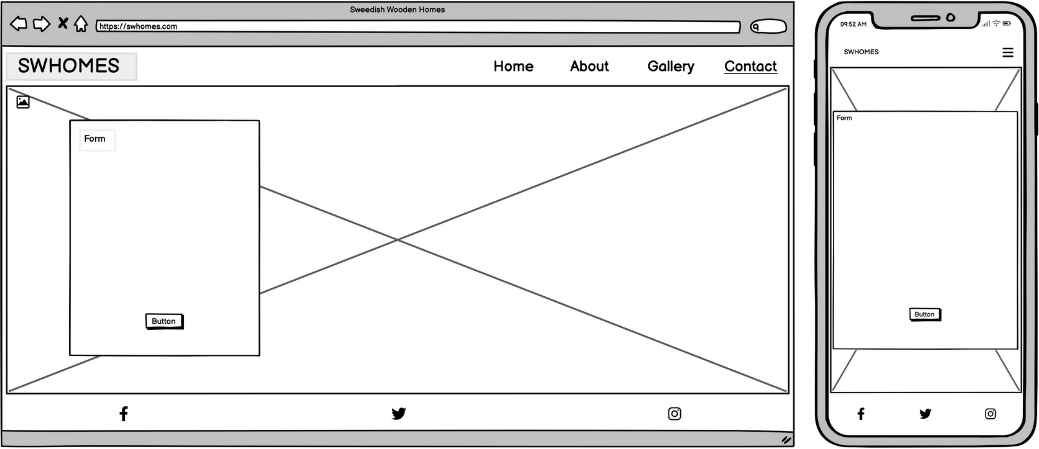 Sweedish Wooden Homes
https://swhomes.com
SWHOMES
Home About Gallery Contact
Form
Button
09:52 AM
SWHOMES
Form
Button